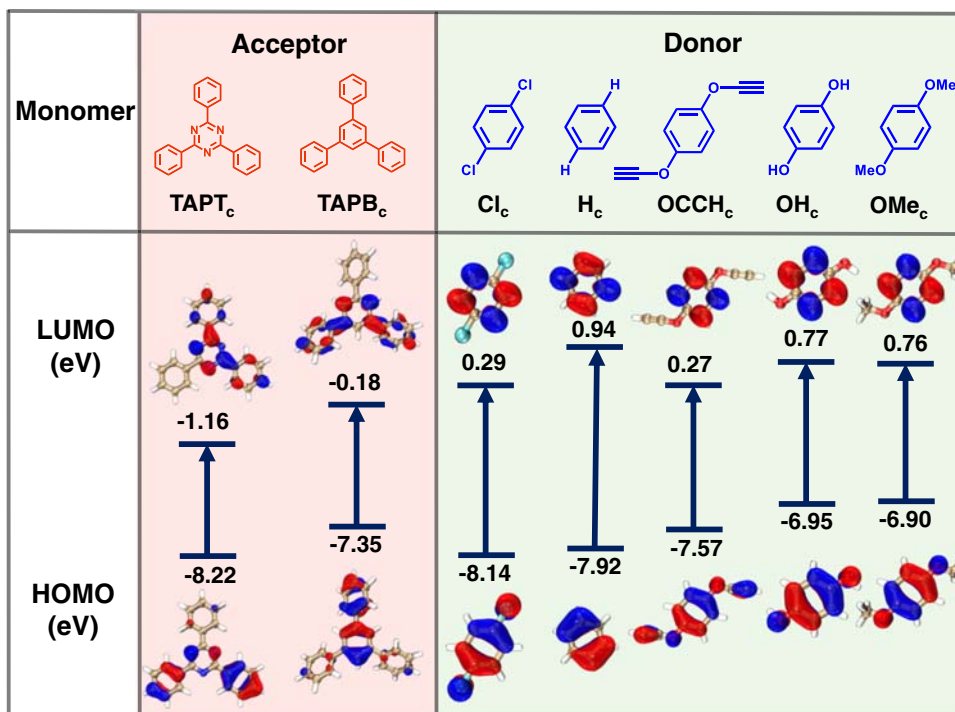 Acceptor
Donor
Monomer
N
N
N
Cl
Cl
H
H
O
O
OH
HO
OMe
MeO
TAPTc
TAPBc
Clc
Hc
OCCHc
OHc
OMec
LUMO
(eV)
-1.16
-0.18
0.29
0.94
0.27
0.77
0.76
HOMO
(eV)
-8.22
-7.35
-8.14
-7.92
-7.57
-6.95
-6.90